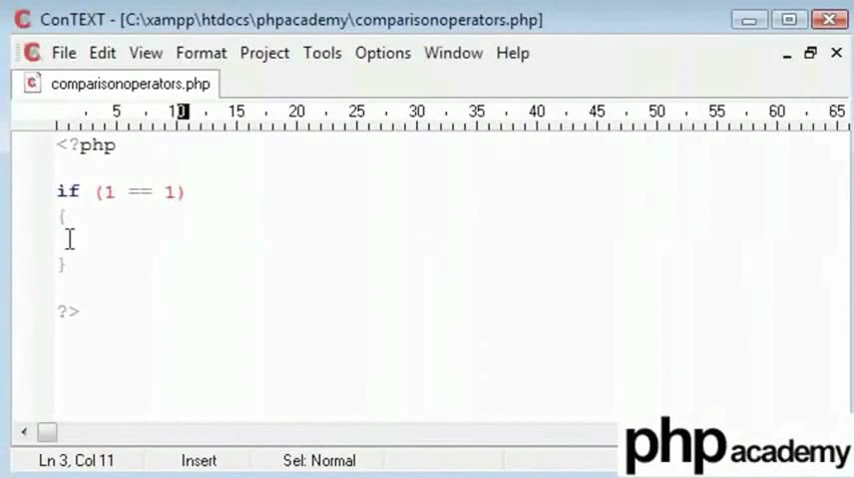 ConTEXT - [C:\xampp\htdocs\phpacademy\comparisonoperators.php]
File Edit View Format Project Tools Options Window Help
comparisonoperators.php
5 10 15 20 25 30 35 40 45 50 55 60 65
<?php
if (1 == 1)
{
}
?>
Ln 3, Col 11 Insert Sel: Normal
php academy